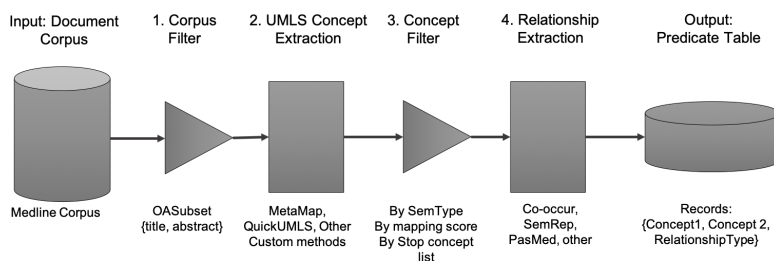 Input: Document
Corpus
1. Corpus
Filter
2. UMLS Concept
Extraction
3. Concept
Filter
4. Relationship
Extraction
Output:
Predicate Table
Medline Corpus
OASubset
{title, abstract}
MetaMap,
QuickUMLS, Other
Custom methods
By SemType
By mapping score
By Stop concept
list
Co-occur,
SemRep,
PasMed, other
Records:
{Concept1, Concept 2,
RelationshipType}